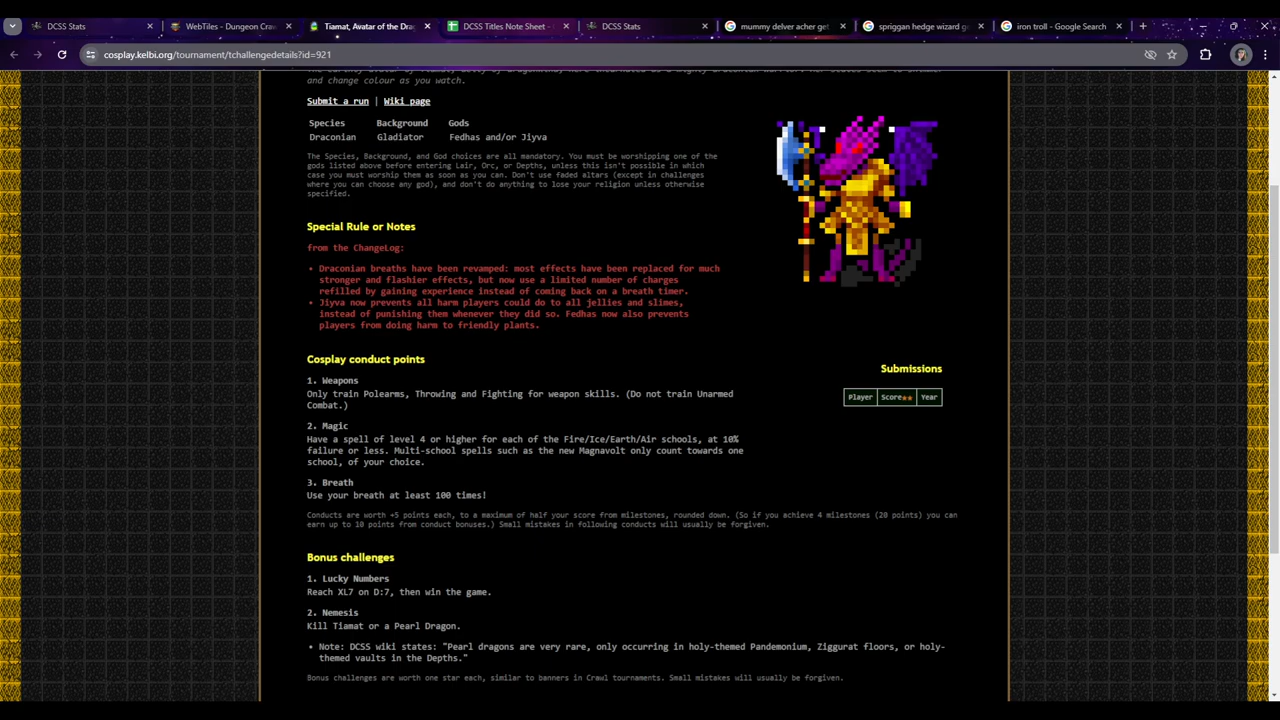 DCSS Stats
WebTiles - Dungeon Craw
Tiamat, Avatar of the Dra
DCSS Titles Note Sheet -
DCSS Stats
mummy delver acher get
spriggan hedge wizard g
iron troll - Google Search
cosplay.kelbi.org/tournament/tchallengedetails?id=921
and change colour as you watch.
Submit a run | Wiki page
Species Background Gods
Draconian Gladiator Fedhas and/or Jiyva
The Species, Background, and God choices are all mandatory. You must be worshipping one of the
gods listed above before entering Lair, Orc, or Depths, unless this isn't possible in which
case you must worship them as soon as you can. Don't use faded altars (except in challenges
where you can choose any god), and don't do anything to lose your religion unless otherwise
specified.
Special Rule or Notes
from the ChangeLog:
• Draconian breaths have been revamped: most effects have been replaced for much
stronger and flashier effects, but now use a limited number of charges
refilled by gaining experience instead of coming back on a breath timer.
• Jiyva now prevents all harm players could do to all jellies and slimes,
instead of punishing them whenever they did so. Fedhas now also prevents
players from doing harm to friendly plants.
Cosplay conduct points
Submissions
1. Weapons
Only train Polearms, Throwing and Fighting for weapon skills. (Do not train Unarmed
Combat.)
Player Score★★ Year
2. Magic
Have a spell of level 4 or higher for each of the Fire/Ice/Earth/Air schools, at 10%
failure or less. Multi-school spells such as the new Magnavolt only count towards one
school, of your choice.
3. Breath
Use your breath at least 100 times!
Conducts are worth +5 points each, to a maximum of half your score from milestones, rounded down. (So if you achieve 4 milestones (20 points) you can
earn up to 10 points from conduct bonuses.) Small mistakes in following conducts will usually be forgiven.
Bonus challenges
1. Lucky Numbers
Reach XL7 on D:7, then win the game.
2. Nemesis
Kill Tiamat or a Pearl Dragon.
• Note: DCSS wiki states: "Pearl dragons are very rare, only occurring in holy-themed Pandemonium, Ziggurat floors, or holy-
themed vaults in the Depths."
Bonus challenges are worth one star each, similar to banners in Crawl tournaments. Small mistakes will usually be forgiven.